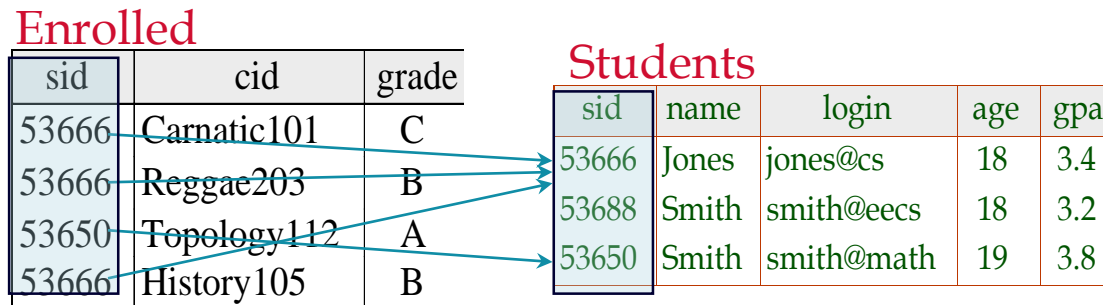 Enrolled
sid cid grade
53666 Carnatic101 C
53666 Reggae203 B
53650 Topology112 A
53666 History105 B
Students
sid name login age gpa
53666 Jones jones@cs 18 3.4
53688 Smith smith@eecs 18 3.2
53650 Smith smith@math 19 3.8